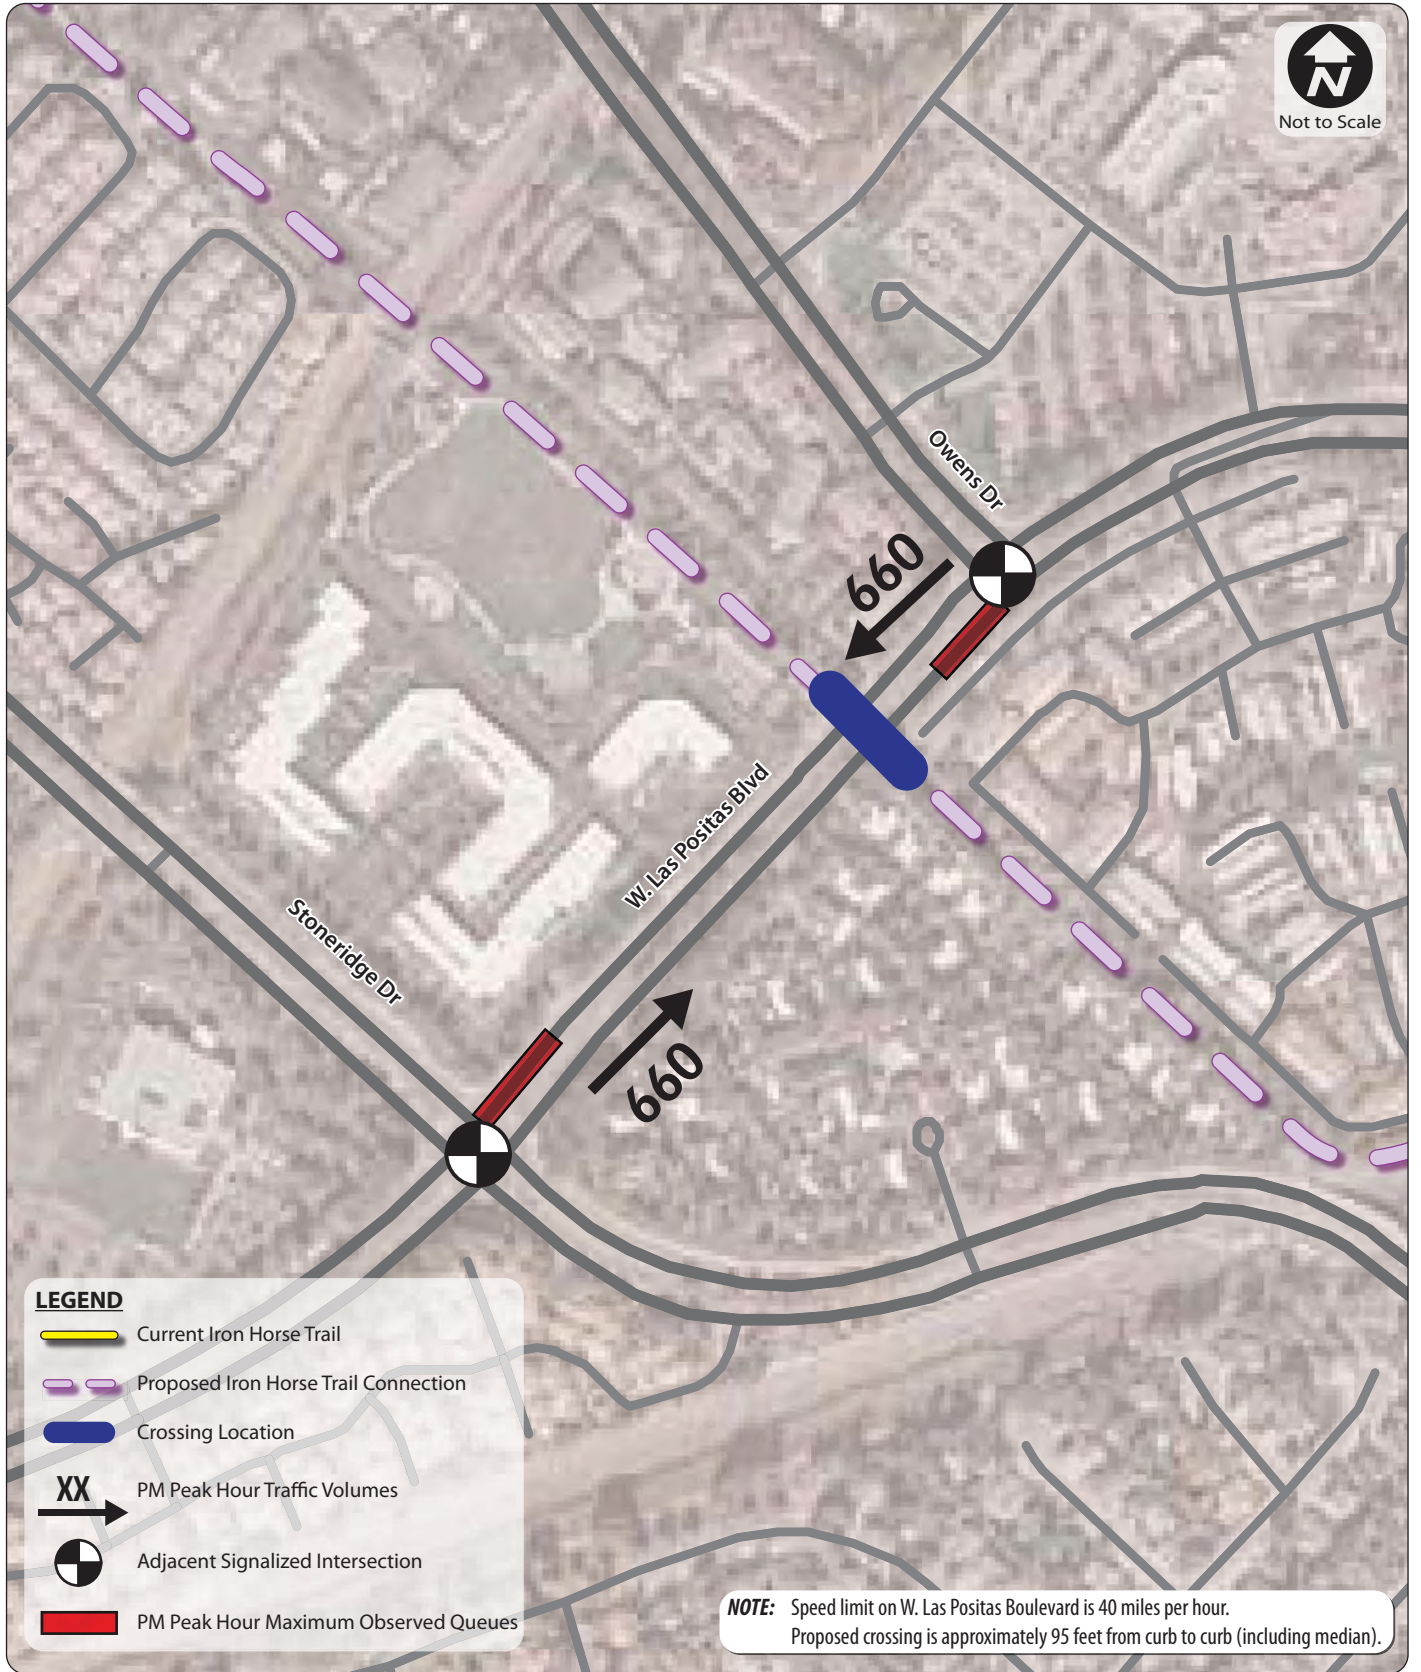 N
Not to Scale
Owens Dr
660
W. Las Positas Blvd
Stoneridge Dr
660
LEGEND
Current Iron Horse Trail
Proposed Iron Horse Trail Connection
Crossing Location
XX
PM Peak Hour Traffic Volumes
Adjacent Signalized Intersection
PM Peak Hour Maximum Observed Queues
NOTE: Speed limit on W. Las Positas Boulevard is 40 miles per hour.
Proposed crossing is approximately 95 feet from curb to curb (including median).